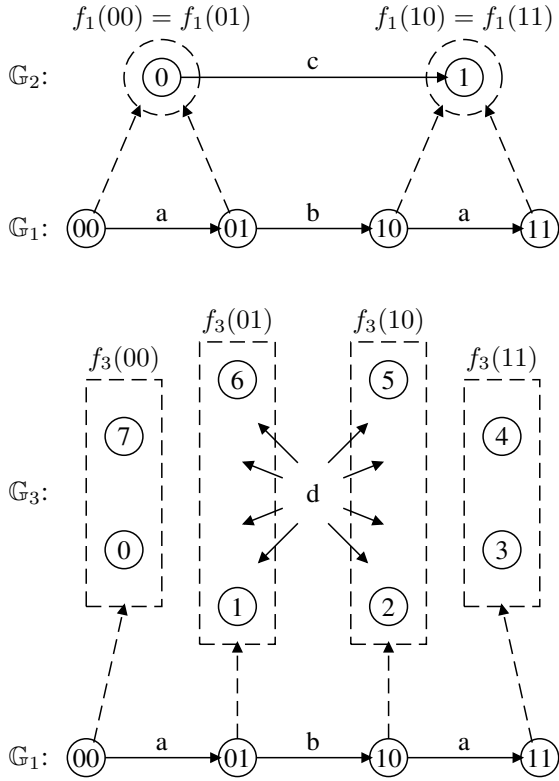 f₁(00) = f₁(01) f₁(10) = f₁(11)
𝔾₂: 0 c 1
𝔾₁: 00 a 01 b 10 a 11
f₃(01) f₃(10)
f₃(00) f₃(11)
6 5
7 4
𝔾₃: d
0 3
1 2
𝔾₁: 00 a 01 b 10 a 11